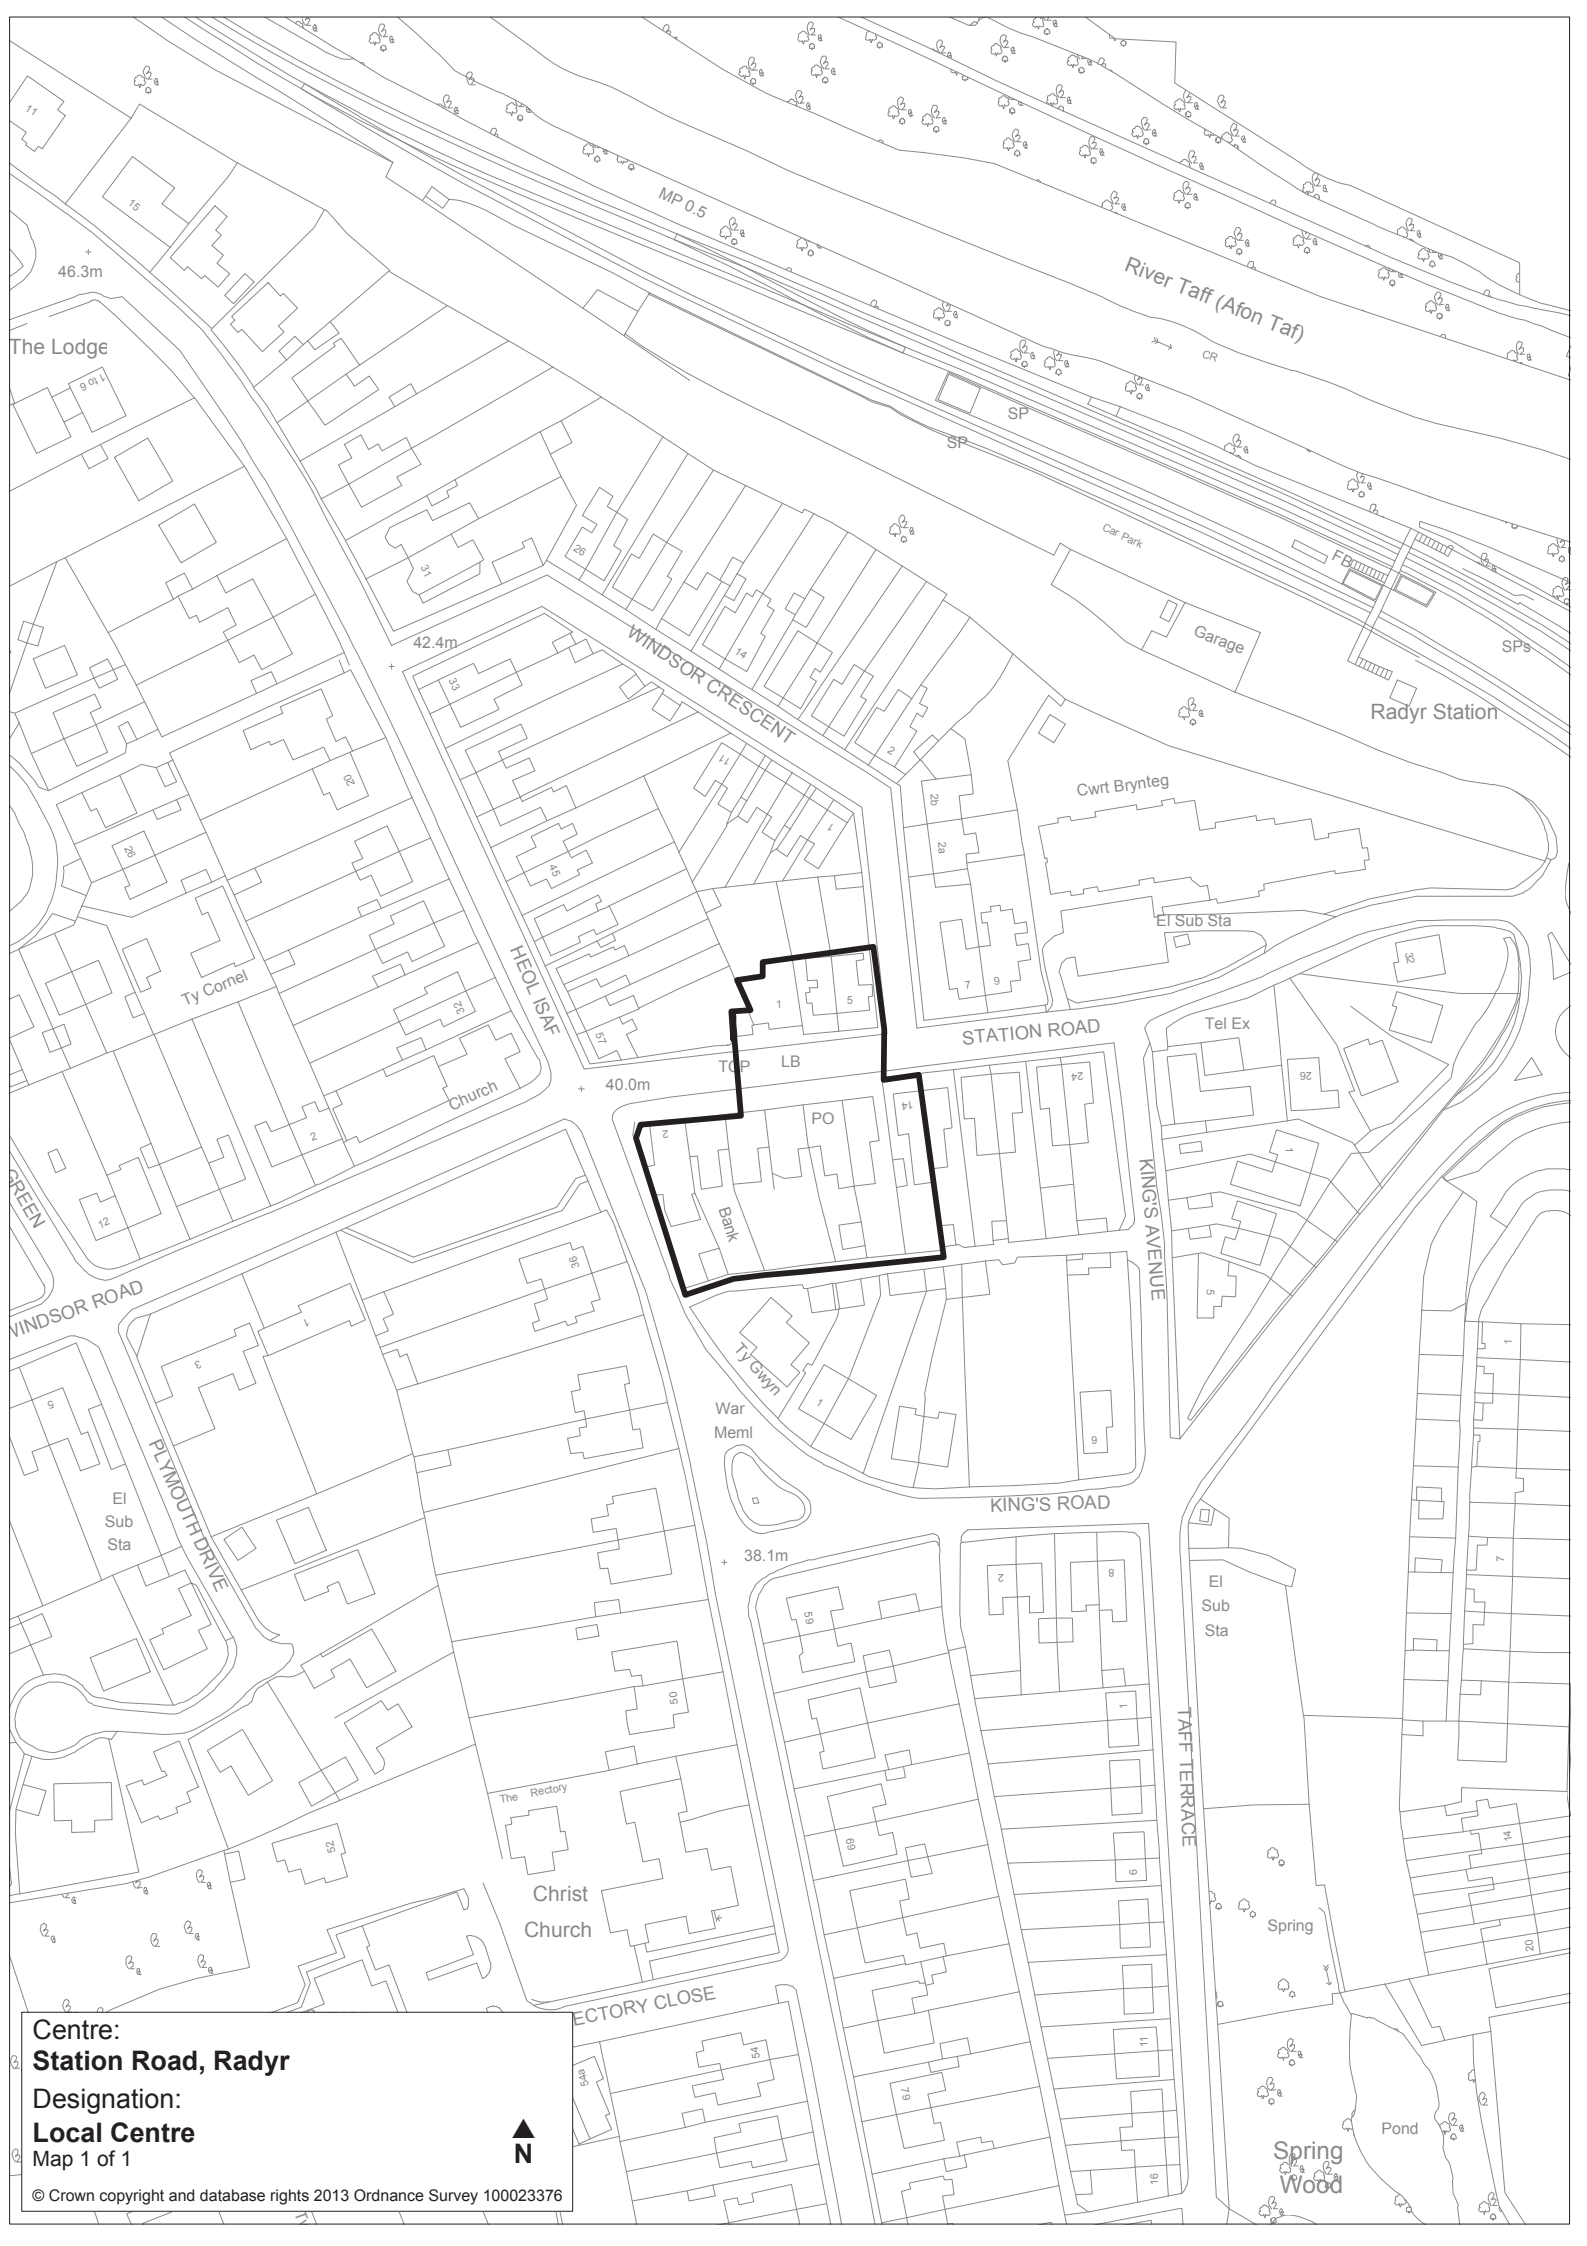 11
15
MP 0.5
46.3m
River Taff (Afon Taf)
CR
The Lodge
1 to 6
SP
SP
Car Park
26
31
FB
42.4m
WINDSOR CRESCENT
14
Garage
SPs
33
Radyr Station
2
11
20
2b
Cwrt Brynteg
2a
1
26
45
El Sub Sta
HEOL ISAF
32
Ty Cornel
7
9
1
5
32
57
STATION ROAD
Tel Ex
TCP
LB
40.0m
24
26
Church
14
2
PO
2
1
KING'S AVENUE
GREEN
12
Bank
36
5
WINDSOR ROAD
1
3
Ty Gwyn
1
5
War
Meml
6
1
PLYMOUTH DRIVE
El
Sub
Sta
KING'S ROAD
38.1m
2
8
7
El
Sub
Sta
59
50
1
TAFF TERRACE
The Rectory
52
69
6
14
Christ
Church
Spring
20
RECTORY CLOSE
54
54a
11
79
Pond
Spring
Wood
16
Centre:
Station Road, Radyr
Designation:
Local Centre
Map 1 of 1
N
© Crown copyright and database rights 2013 Ordnance Survey 100023376